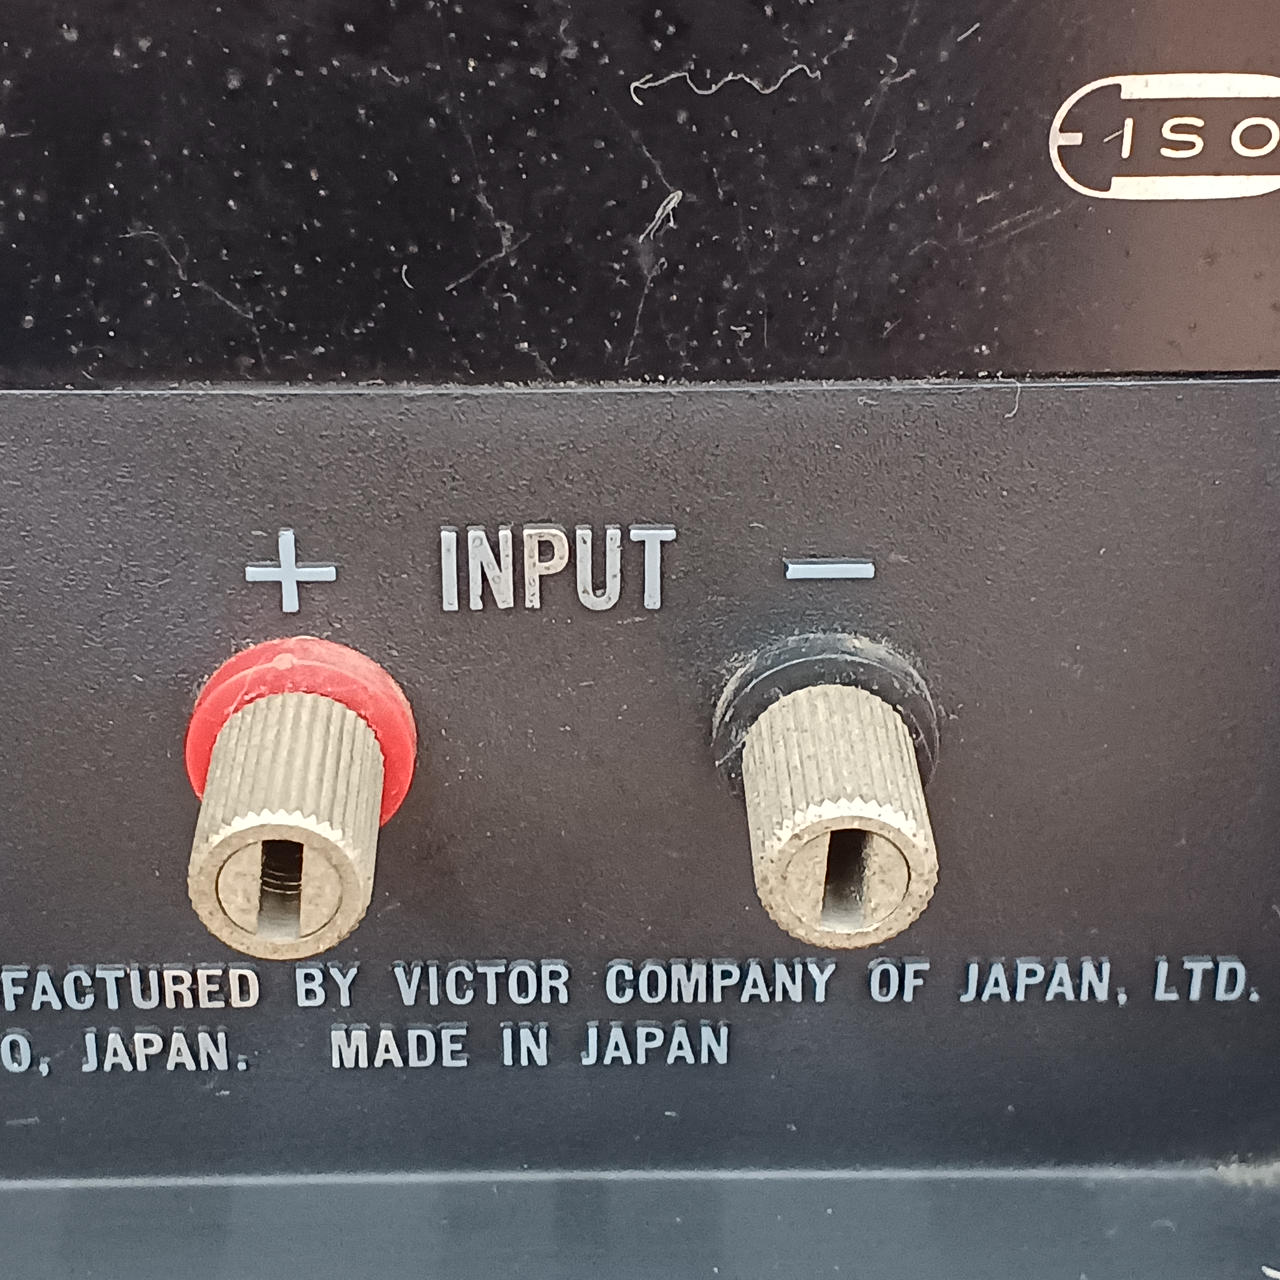 ISO
+ INPUT −
FACTURED BY VICTOR COMPANY OF JAPAN, LTD.
O, JAPAN. MADE IN JAPAN